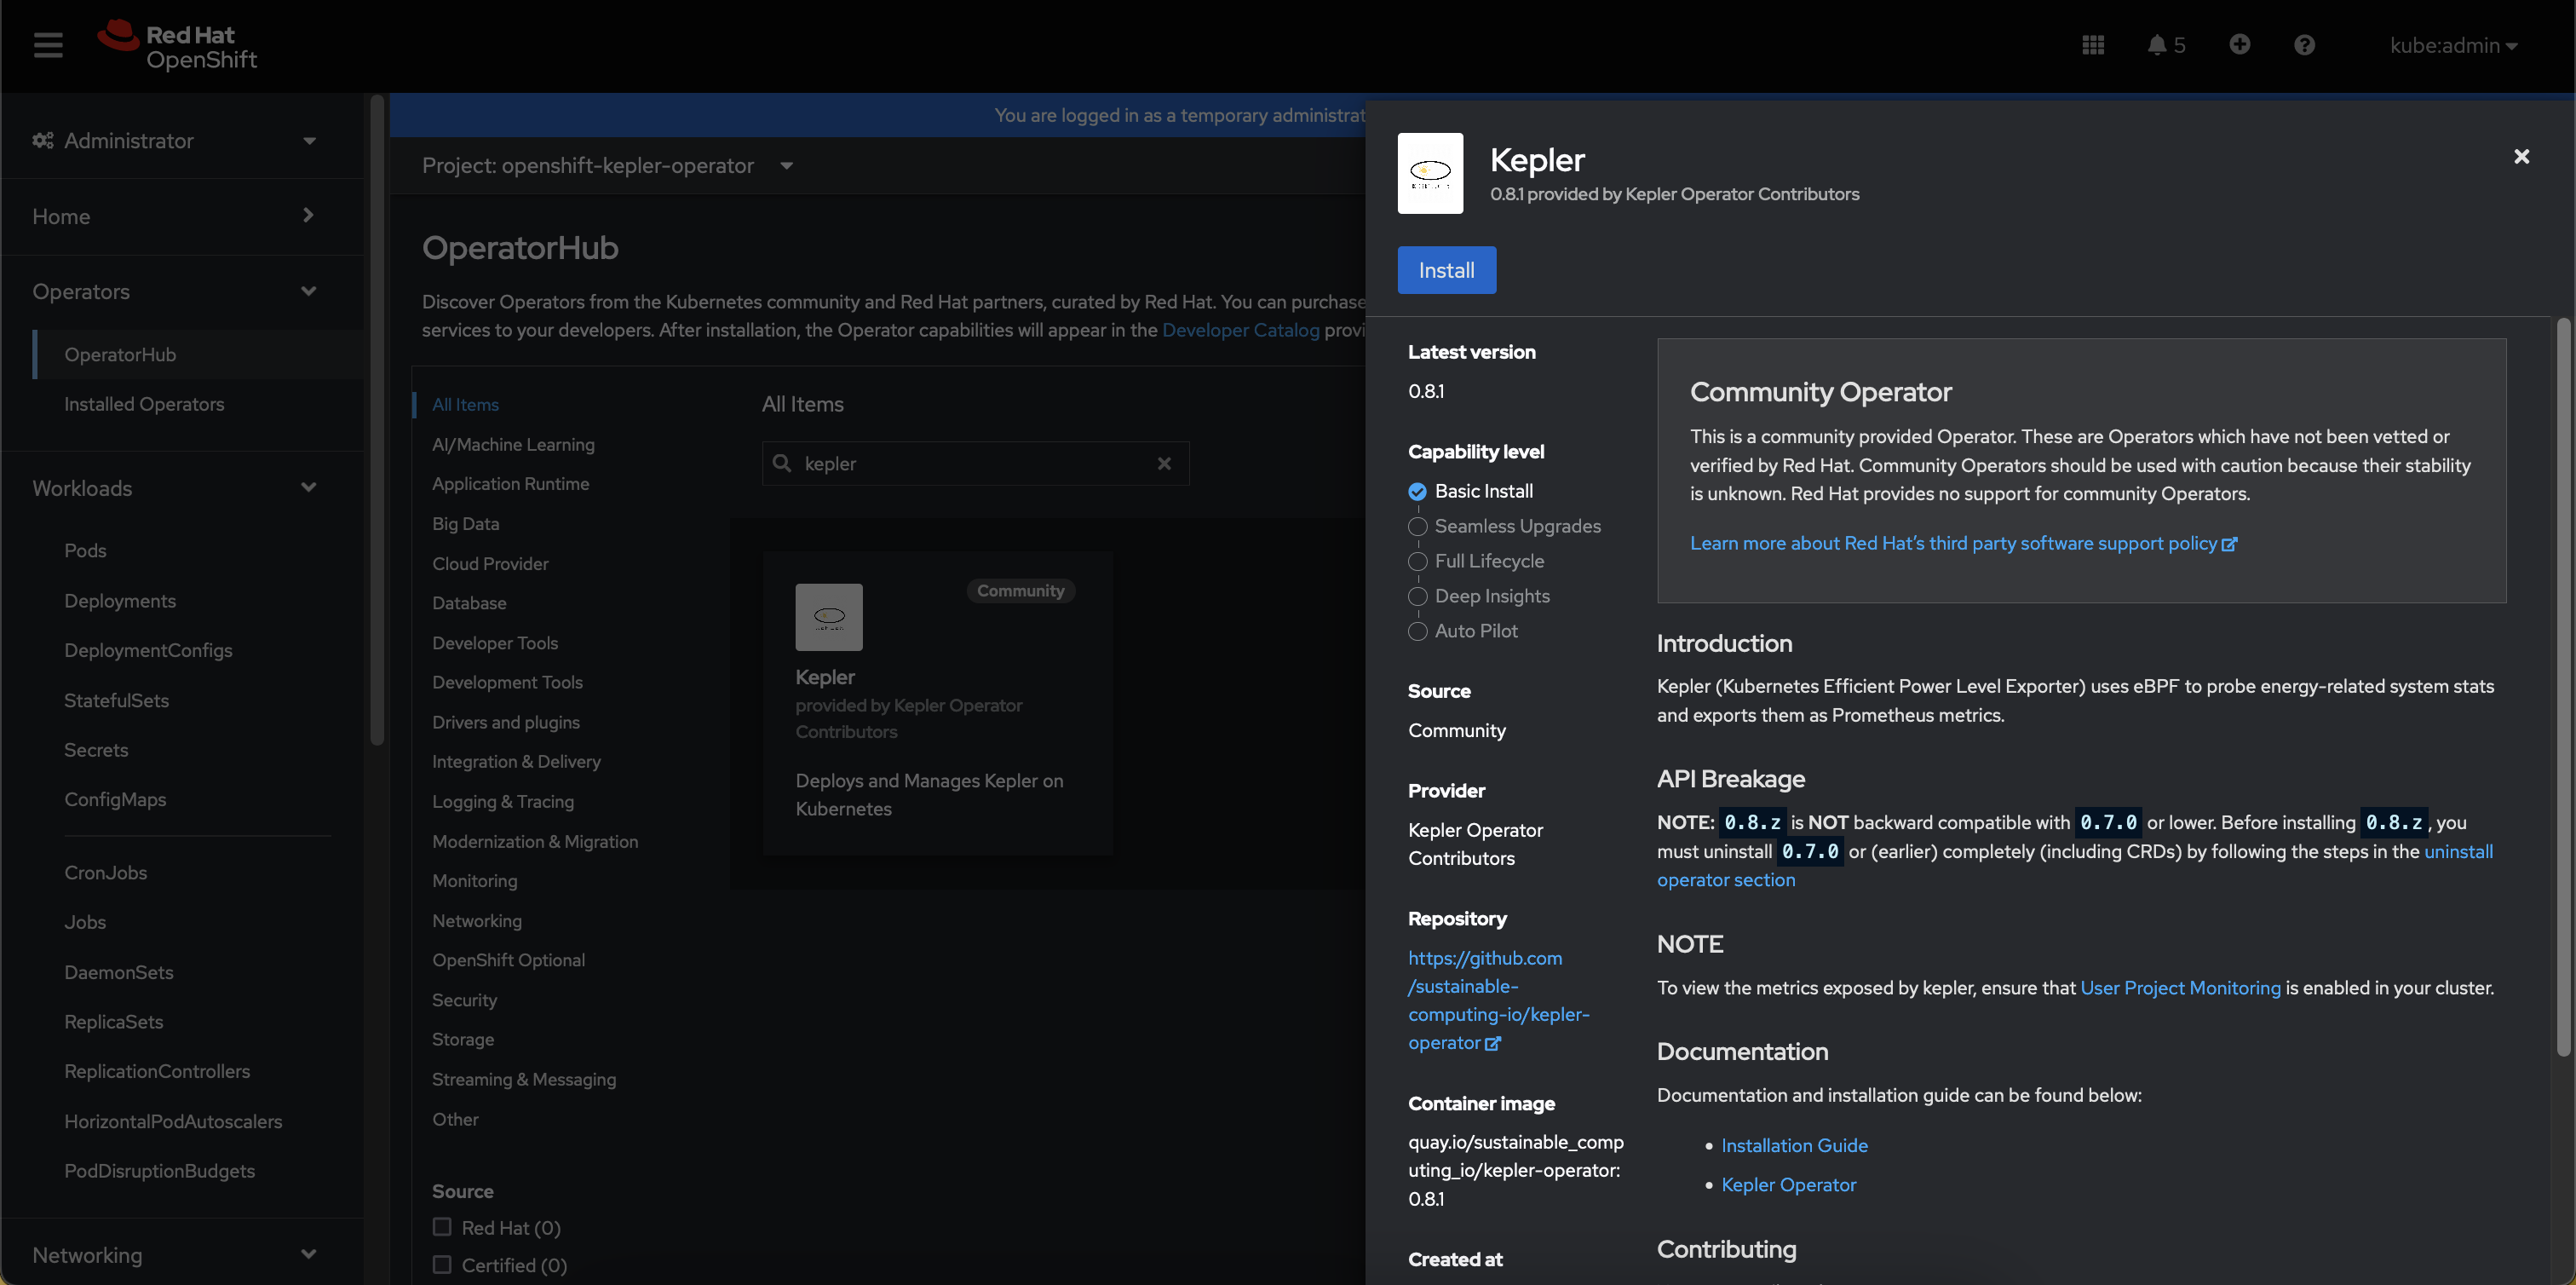 Red Hat
OpenShift
5
kube:admin
Administrator
Home
Operators
OperatorHub
Installed Operators
Workloads
Pods
Deployments
DeploymentConfigs
StatefulSets
Secrets
ConfigMaps
CronJobs
Jobs
DaemonSets
ReplicaSets
ReplicationControllers
HorizontalPodAutoscalers
PodDisruptionBudgets
Networking
You are logged in as a temporary administrat
Project: openshift-kepler-operator
OperatorHub
Discover Operators from the Kubernetes community and Red Hat partners, curated by Red Hat. You can purchase
services to your developers. After installation, the Operator capabilities will appear in the Developer Catalog provi
All Items
AI/Machine Learning
Application Runtime
Big Data
Cloud Provider
Database
Developer Tools
Development Tools
Drivers and plugins
Integration & Delivery
Logging & Tracing
Modernization & Migration
Monitoring
Networking
OpenShift Optional
Security
Storage
Streaming & Messaging
Other
Source
Red Hat (0)
Certified (0)
All Items
kepler
Community
Kepler
provided by Kepler Operator
Contributors
Deploys and Manages Kepler on
Kubernetes
Kepler
0.8.1 provided by Kepler Operator Contributors
Install
Latest version
0.8.1
Capability level
Basic Install
Seamless Upgrades
Full Lifecycle
Deep Insights
Auto Pilot
Source
Community
Provider
Kepler Operator
Contributors
Repository
https://github.com
/sustainable-
computing-io/kepler-
operator
Container image
quay.io/sustainable_comp
uting_io/kepler-operator:
0.8.1
Created at
Community Operator
This is a community provided Operator. These are Operators which have not been vetted or
verified by Red Hat. Community Operators should be used with caution because their stability
is unknown. Red Hat provides no support for community Operators.
Learn more about Red Hat's third party software support policy
Introduction
Kepler (Kubernetes Efficient Power Level Exporter) uses eBPF to probe energy-related system stats
and exports them as Prometheus metrics.
API Breakage
NOTE: 0.8.z is NOT backward compatible with 0.7.0 or lower. Before installing 0.8.z, you
must uninstall 0.7.0 or (earlier) completely (including CRDs) by following the steps in the uninstall
operator section
NOTE
To view the metrics exposed by kepler, ensure that User Project Monitoring is enabled in your cluster.
Documentation
Documentation and installation guide can be found below:
• Installation Guide
• Kepler Operator
Contributing